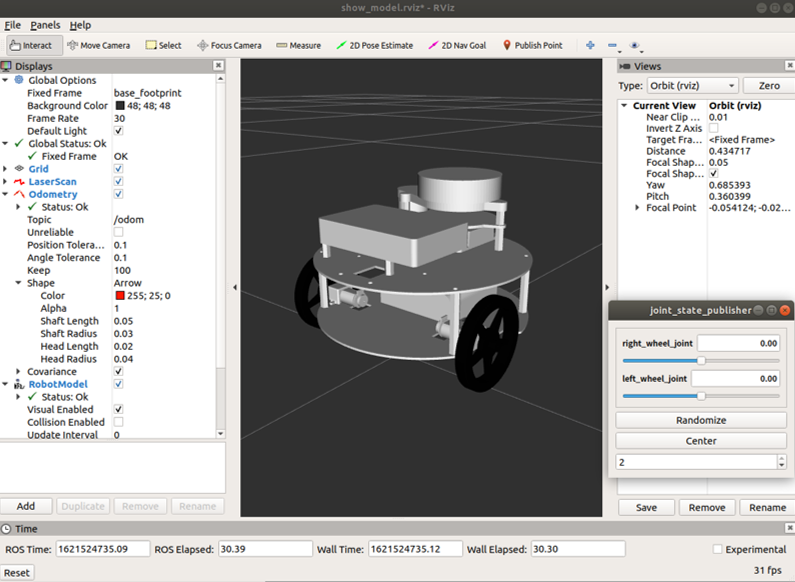 show_model.rviz* - RViz
File Panels Help
Interact Move Camera Select Focus Camera Measure 2D Pose Estimate 2D Nav Goal Publish Point
Displays
Global Options
Fixed Frame base_footprint
Background Color 48; 48; 48
Frame Rate 30
Default Light
Global Status: Ok
Fixed Frame OK
Grid
LaserScan
Odometry
Status: Ok
Topic /odom
Unreliable
Position Tolera... 0.1
Angle Tolerance 0.1
Keep 100
Shape Arrow
Color 255; 25; 0
Alpha 1
Shaft Length 0.05
Shaft Radius 0.03
Head Length 0.02
Head Radius 0.04
Covariance
RobotModel
Status: Ok
Visual Enabled
Collision Enabled
Update Interval 0
Add Duplicate Remove Rename
Views
Type: Orbit (rviz) Zero
Current View Orbit (rviz)
Near Clip ... 0.01
Invert Z Axis
Target Fra... <Fixed Frame>
Distance 0.434717
Focal Shap... 0.05
Focal Shap...
Yaw 0.685393
Pitch 0.360399
Focal Point -0.054124; -0.02...
joint_state_publisher
right_wheel_joint 0.00
left_wheel_joint 0.00
Randomize
Center
2
Save Remove Rename
Time
ROS Time: 1621524735.09 ROS Elapsed: 30.39 Wall Time: 1621524735.12 Wall Elapsed: 30.30 Experimental
Reset 31 fps